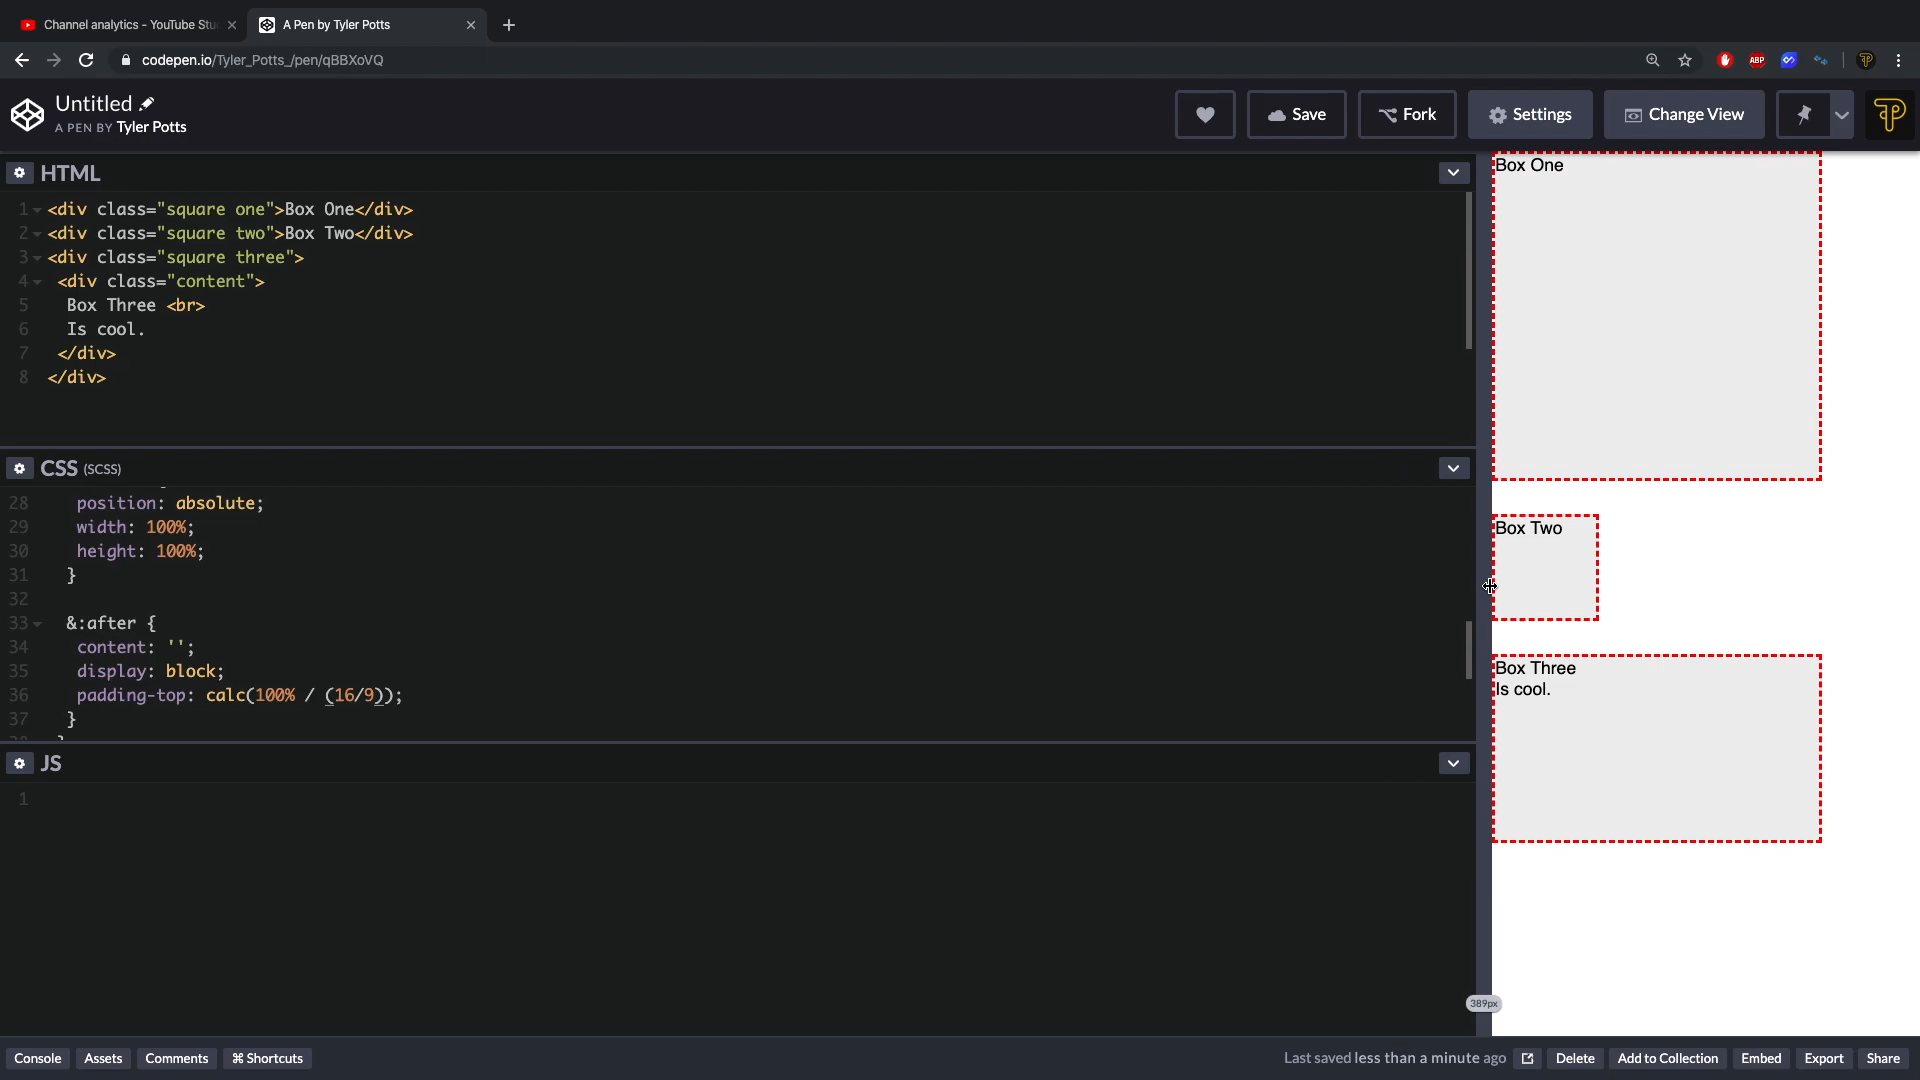 Channel analytics - YouTube Stu
A Pen by Tyler Potts
codepen.io/Tyler_Potts_/pen/qBBXoVQ
ABP
Untitled
A PEN BY Tyler Potts
Save
Fork
Settings
Change View
HTML
1 <div class="square one">Box One</div>
2 <div class="square two">Box Two</div>
3 <div class="square three">
4 <div class="content">
5 Box Three <br>
6 Is cool.
7 </div>
8 </div>
CSS (SCSS)
28 position: absolute;
29 width: 100%;
30 height: 100%;
31 }
32
33 &:after {
34 content: '';
35 display: block;
36 padding-top: calc(100% / (16/9));
37 }
JS
1
Box One
Box Two
Box Three
Is cool.
389px
Console
Assets
Comments
⌘ Shortcuts
Last saved less than a minute ago
Delete
Add to Collection
Embed
Export
Share